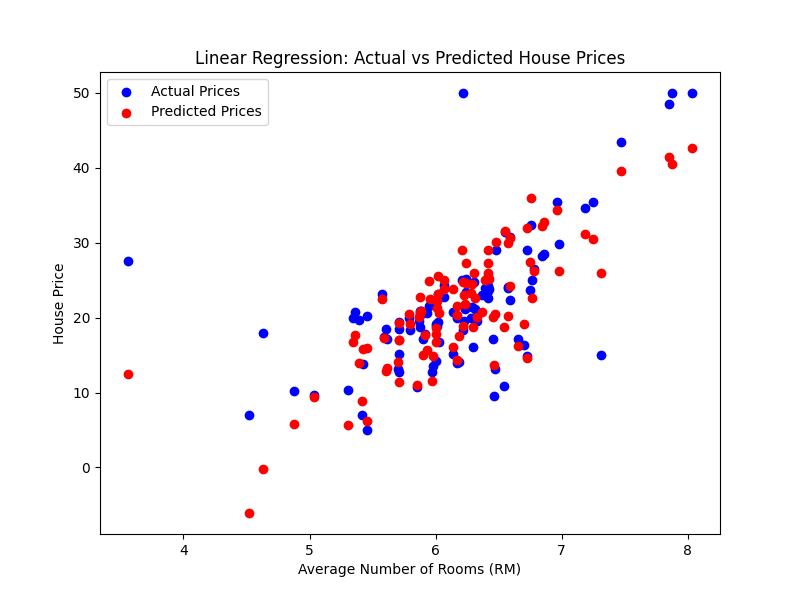 Linear Regression: Actual vs Predicted House Prices
Actual Prices
Predicted Prices
House Price
50
40
30
20
10
0
4
5
6
7
8
Average Number of Rooms (RM)